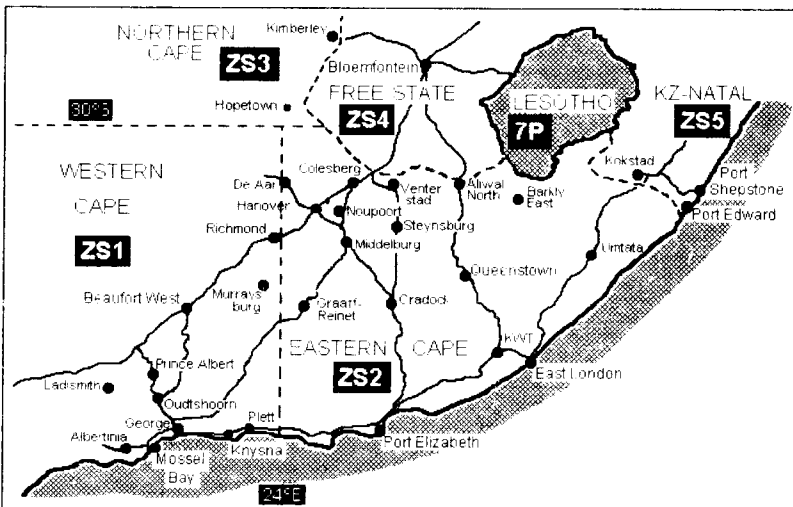 NORTHERN
CAPE
ZS3
Kimberley
Bloemfontein
Hopetown
FREE STATE
ZS4
LESOTHO
7P
KZ-NATAL
ZS5
30°S
WESTERN
CAPE
ZS1
De Aar
Colesberg
Venter
stad
Aliwal
North
Barkly
East
Kokstad
Port
Shepstone
Port Edward
Hanover
Noupoort
Steynsburg
Richmond
Middelburg
Umtata
Queenstown
Beaufort West
Murrays
burg
Graaff-
Reinet
Cradock
EASTERN CAPE
ZS2
KWT
East London
Prince Albert
Ladismith
Oudtshoorn
George
Plett
Albertinia
Knysna
Port Elizabeth
Mossel
Bay
24°E